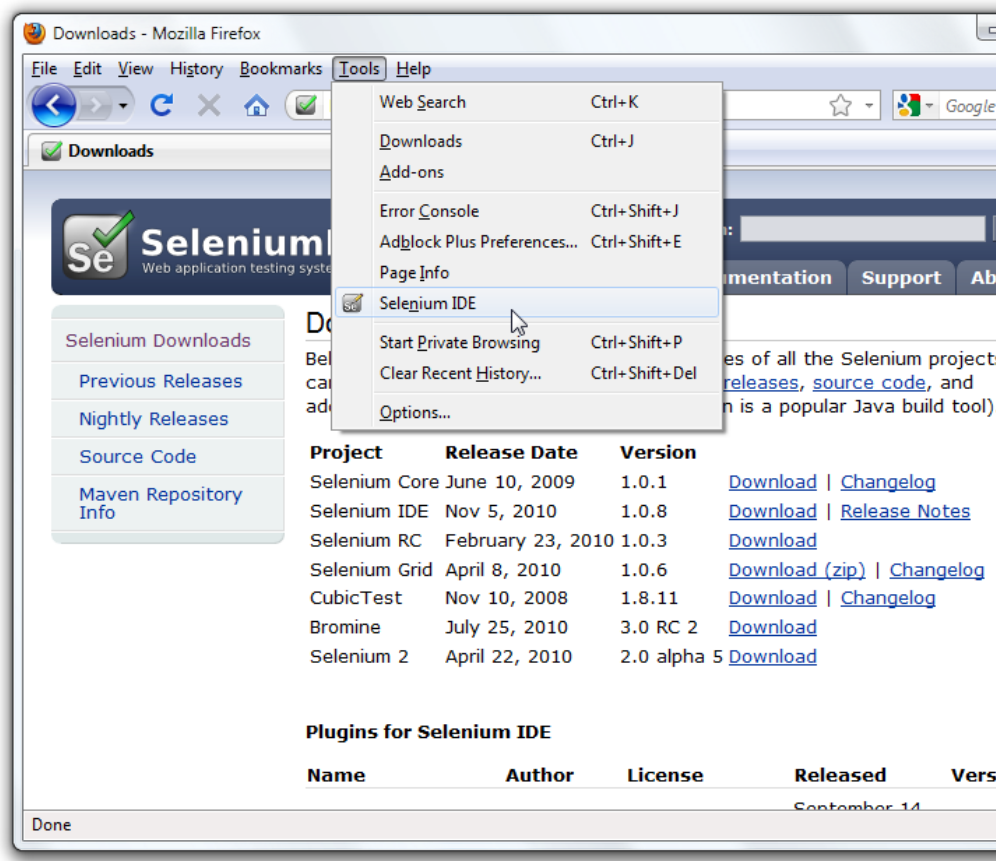 Downloads - Mozilla Firefox
File Edit View History Bookmarks Tools Help
Google
Downloads
Web Search Ctrl+K
Downloads Ctrl+J
Add-ons
Error Console Ctrl+Shift+J
Adblock Plus Preferences... Ctrl+Shift+E
Page Info
Selenium IDE
Start Private Browsing Ctrl+Shift+P
Clear Recent History... Ctrl+Shift+Del
Options...
Se Selenium
Web application testing syste
mentation Support Ab
Selenium Downloads
Previous Releases
Nightly Releases
Source Code
Maven Repository
Info
Do
Bel es of all the Selenium projects
ca releases, source code, and
ad n is a popular Java build tool)
Project Release Date Version
Selenium Core June 10, 2009 1.0.1 Download | Changelog
Selenium IDE Nov 5, 2010 1.0.8 Download | Release Notes
Selenium RC February 23, 2010 1.0.3 Download
Selenium Grid April 8, 2010 1.0.6 Download (zip) | Changelog
CubicTest Nov 10, 2008 1.8.11 Download | Changelog
Bromine July 25, 2010 3.0 RC 2 Download
Selenium 2 April 22, 2010 2.0 alpha 5 Download
Plugins for Selenium IDE
Name Author License Released Vers
September 14
Done